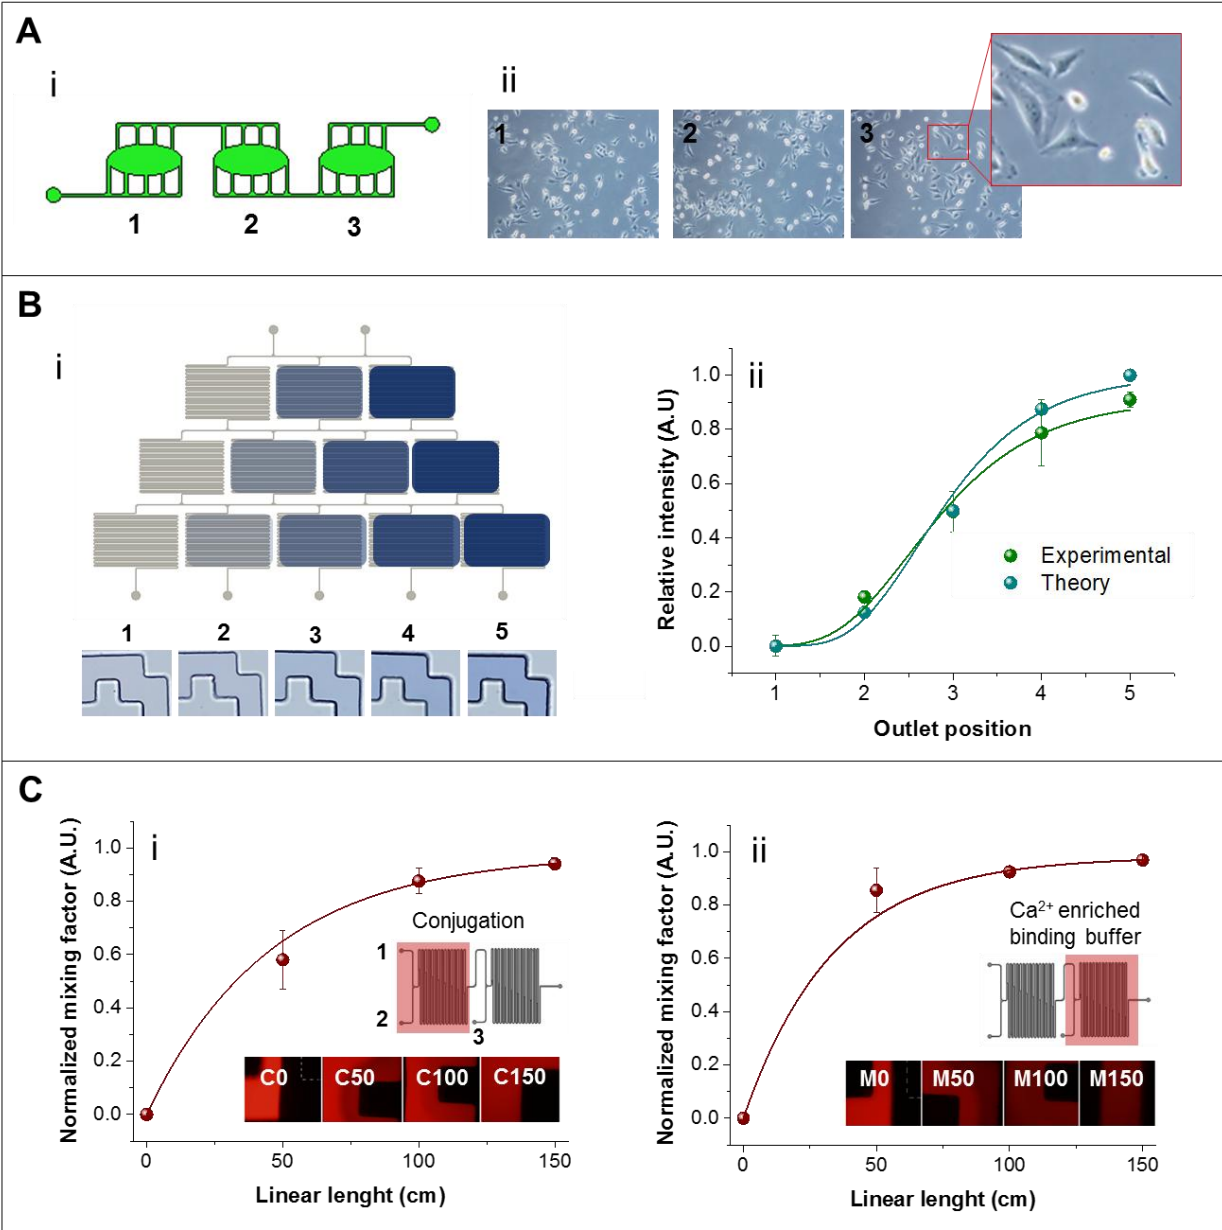 A
i
1
2
3
ii
1
2
3
B
i
1
2
3
4
5
ii
Relative intensity (A.U)
1.0
0.8
0.6
0.4
0.2
0.0
Experimental
Theory
1 2 3 4 5
Outlet position
C
i
Normalized mixing factor (A.U.)
1.0
0.8
0.6
0.4
0.2
0.0
Conjugation
1
2
3
C0 C50 C100 C150
0 50 100 150
Linear lenght (cm)
ii
Normalized mixing factor (A.U.)
1.0
0.8
0.6
0.4
0.2
0.0
Ca²⁺ enriched
binding buffer
M0 M50 M100 M150
0 50 100 150
Linear lenght (cm)